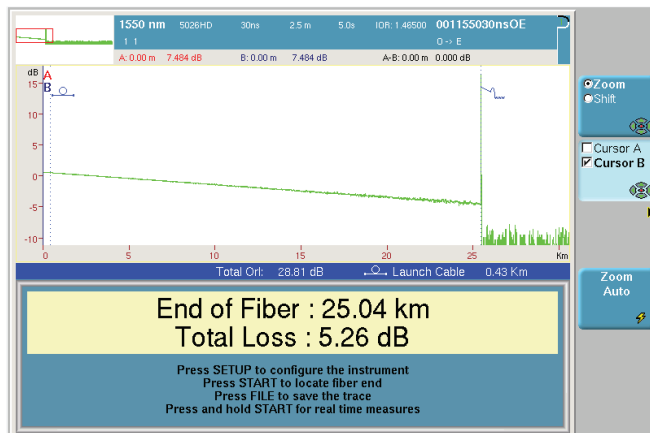 1550 nm 5026HD 30ns 2.5 m 5.0s IOR: 1.46500 001155030nsOE
1 1 O -> E
A: 0.00 m 7.484 dB B: 0.00 m 7.484 dB A-B: 0.00 m 0.000 dB
dB
A
B
15
10
5
0
-5
-10
0 5 10 15 20 25 Km
Total Orl: 28.81 dB Launch Cable 0.43 Km
End of Fiber : 25.04 km
Total Loss : 5.26 dB
Press SETUP to configure the instrument
Press START to locate fiber end
Press FILE to save the trace
Press and hold START for real time measures
Zoom
Shift
Cursor A
Cursor B
Zoom
Auto